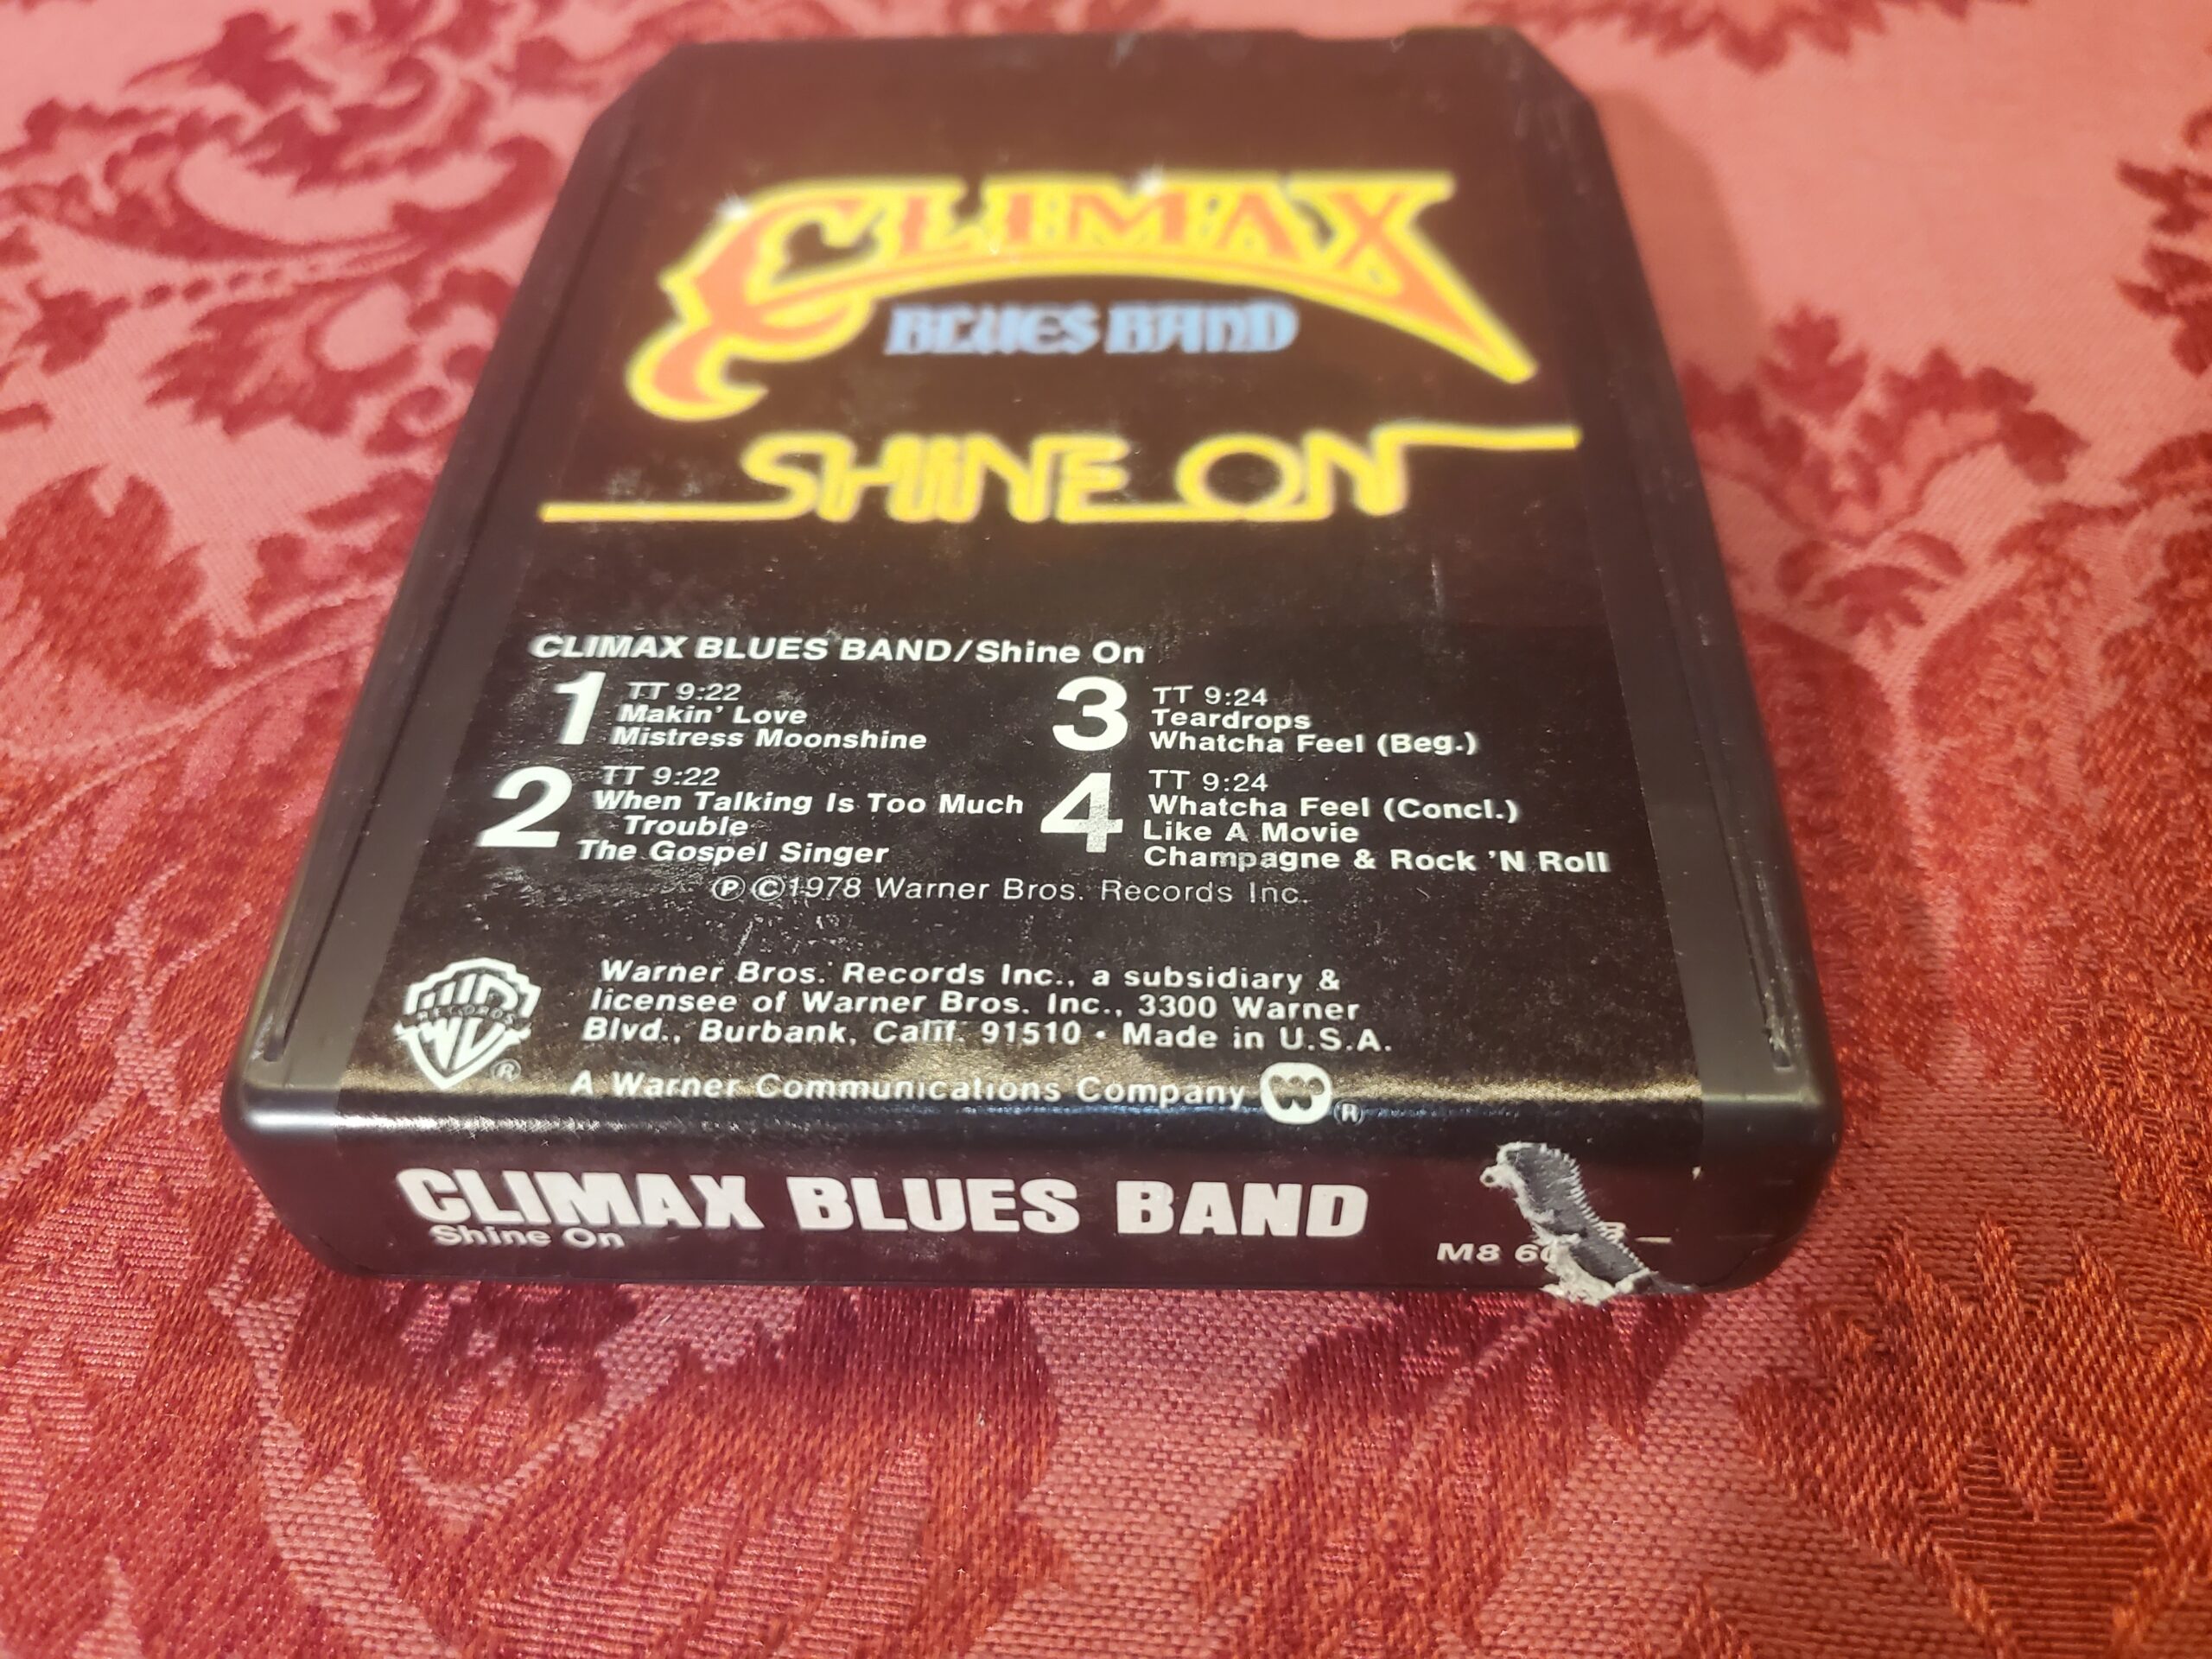 CLIMAX
BLUES BAND
SHINE ON
CLIMAX BLUES BAND/Shine On
1 TT 9:22
Makin' Love
Mistress Moonshine
2 TT 9:22
When Talking Is Too Much
Trouble
The Gospel Singer
3 TT 9:24
Teardrops
Whatcha Feel (Beg.)
4 TT 9:24
Whatcha Feel (Concl.)
Like A Movie
Champagne & Rock 'N Roll
Ⓟ©1978 Warner Bros. Records Inc.
RECORDS
®
Warner Bros. Records Inc., a subsidiary &
licensee of Warner Bros. Inc., 3300 Warner
Blvd., Burbank, Calif. 91510 • Made in U.S.A.
A Warner Communications Company ®
CLIMAX BLUES BAND
Shine On
M8